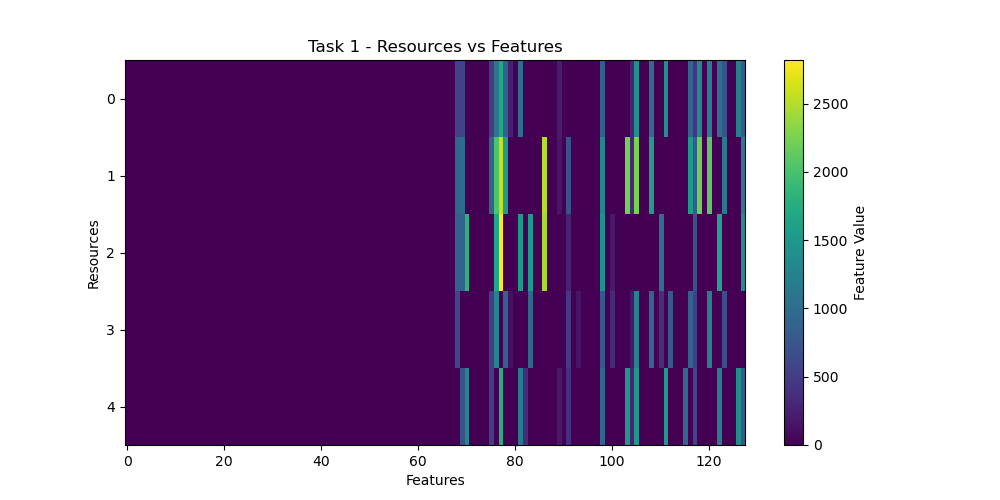 Task 1 - Resources vs Features
Resources
0
1
2
3
4
0 20 40 60 80 100 120
Features
2500
2000
1500
1000
500
0
Feature Value